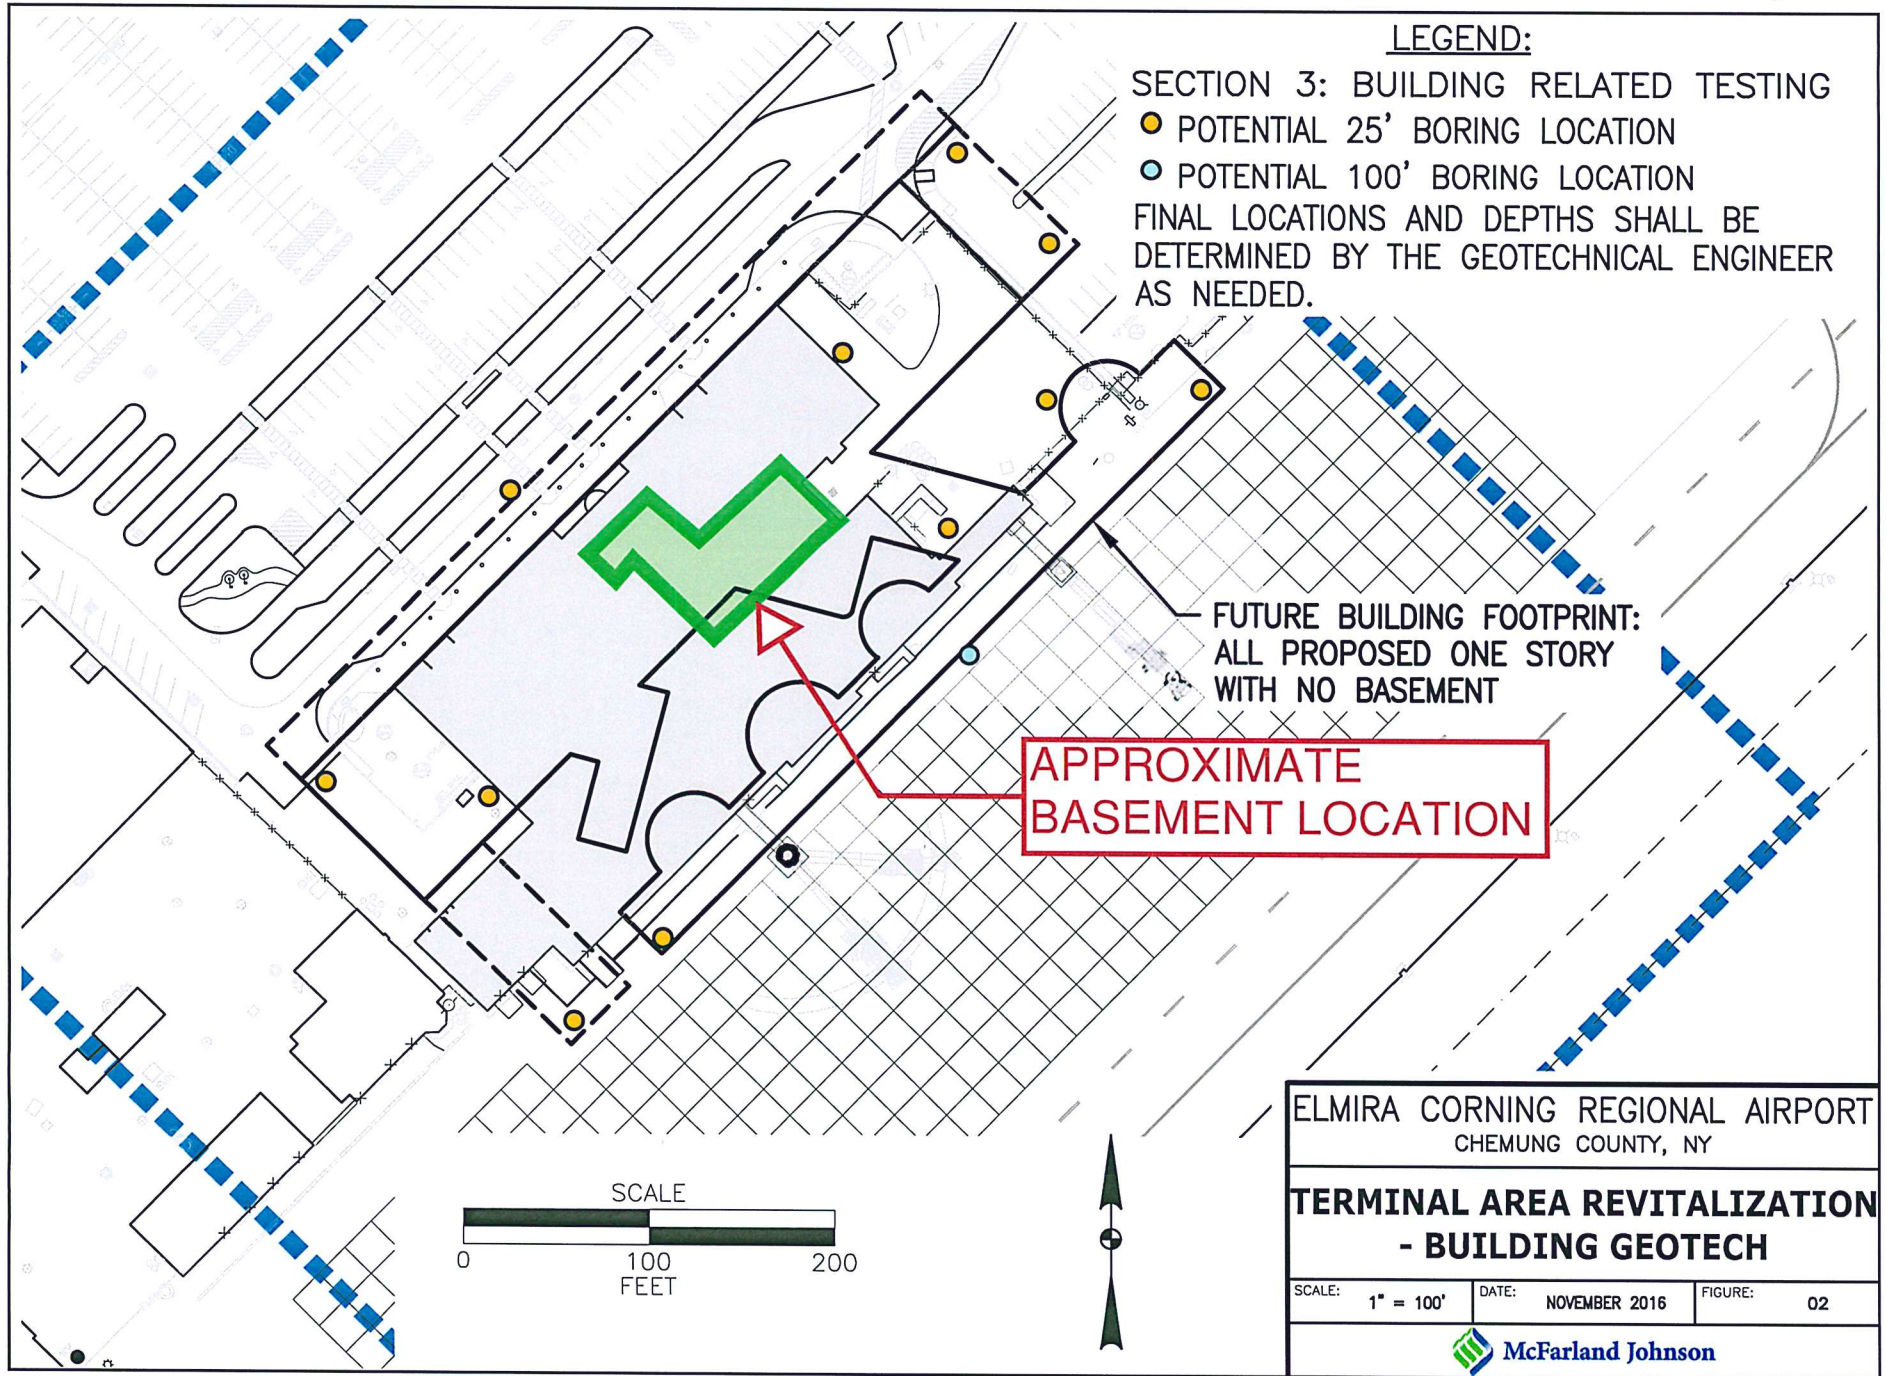 LEGEND:
SECTION 3: BUILDING RELATED TESTING
POTENTIAL 25' BORING LOCATION
POTENTIAL 100' BORING LOCATION
FINAL LOCATIONS AND DEPTHS SHALL BE
DETERMINED BY THE GEOTECHNICAL ENGINEER
AS NEEDED.
FUTURE BUILDING FOOTPRINT:
ALL PROPOSED ONE STORY
WITH NO BASEMENT
APPROXIMATE
BASEMENT LOCATION
SCALE
0 100 200
FEET
ELMIRA CORNING REGIONAL AIRPORT
CHEMUNG COUNTY, NY
TERMINAL AREA REVITALIZATION
- BUILDING GEOTECH
SCALE: 1" = 100' DATE: NOVEMBER 2016 FIGURE: 02
McFarland Johnson